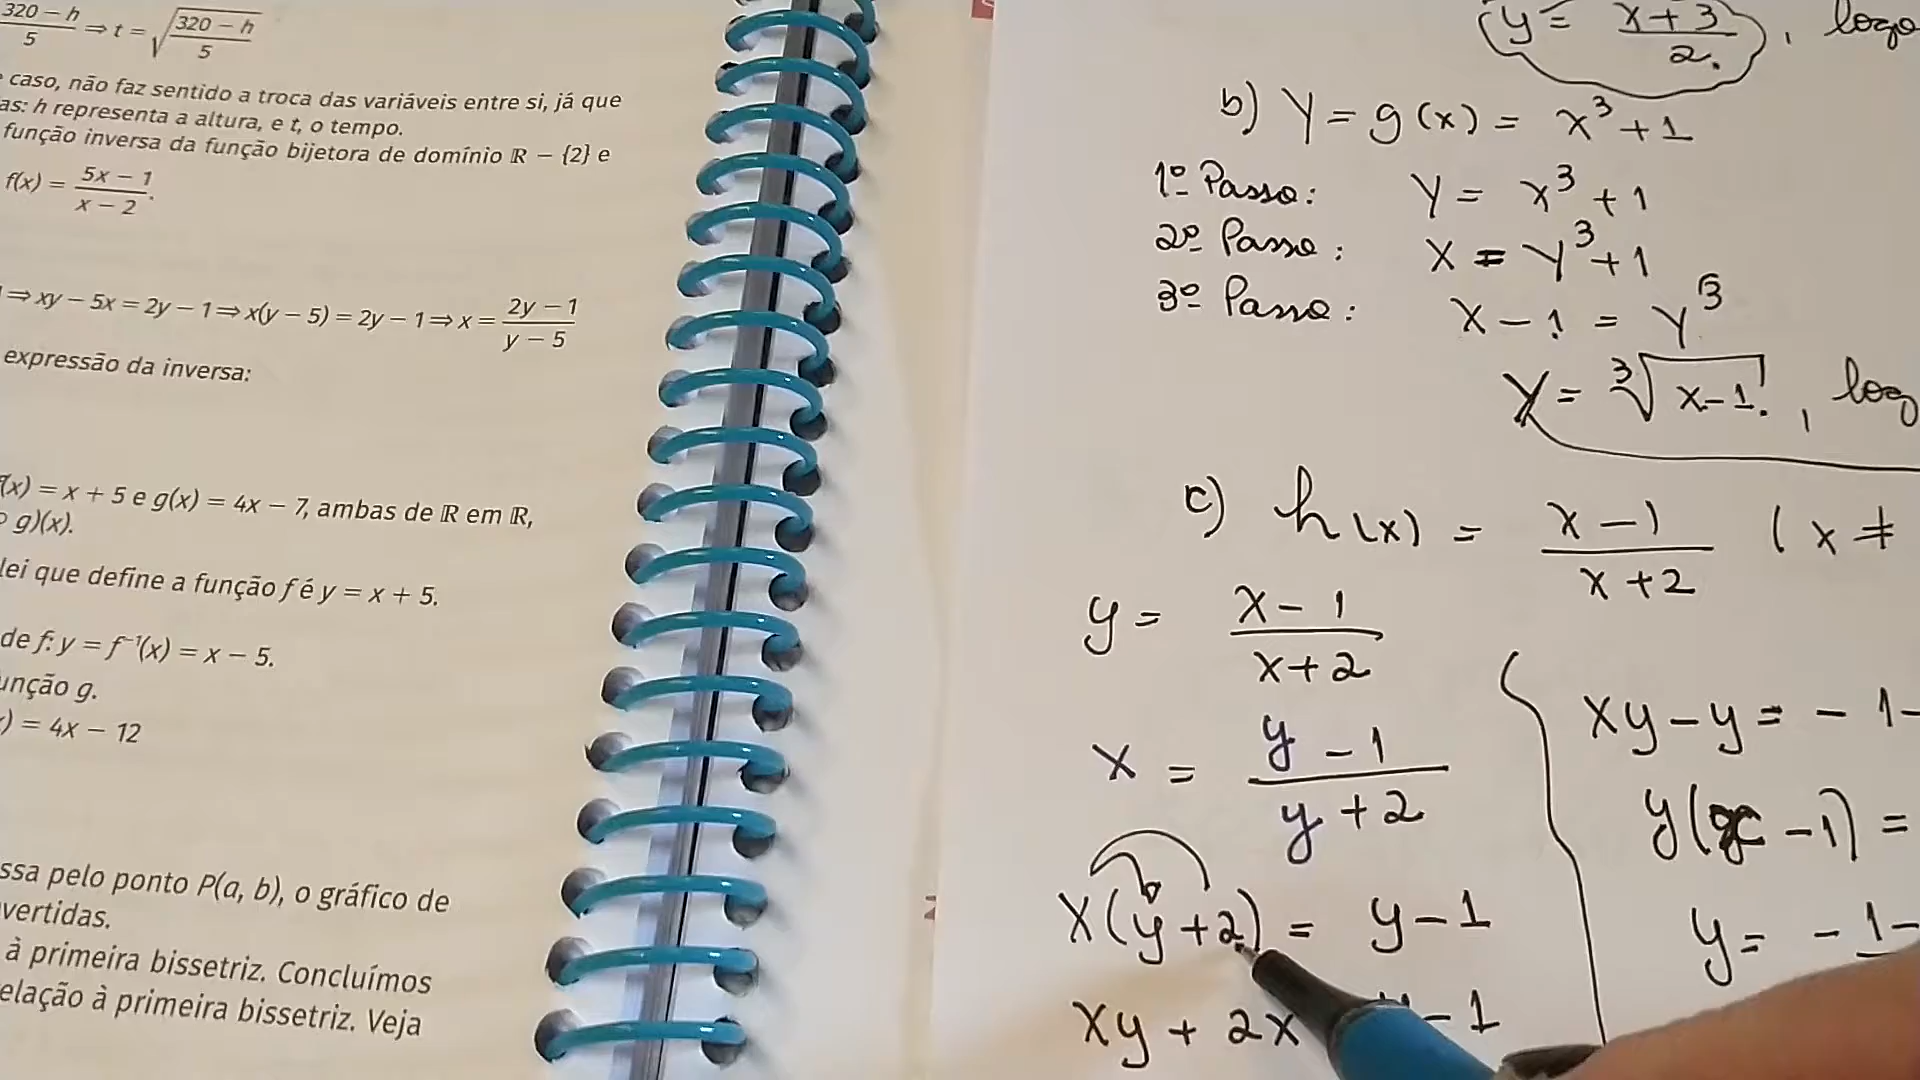 320 − h / 5 ⇒ t = √(320 − h / 5)
caso, não faz sentido a troca das variáveis entre si, já que
as: h representa a altura, e t, o tempo.
função inversa da função bijetora de domínio ℝ − {2} e
f(x) = 5x − 1 / x − 2.
⇒ xy − 5x = 2y − 1 ⇒ x(y − 5) = 2y − 1 ⇒ x = 2y − 1 / y − 5
expressão da inversa:
(x) = x + 5 e g(x) = 4x − 7, ambas de ℝ em ℝ,
g)(x).
lei que define a função f é y = x + 5.
de f: y = f⁻¹(x) = x − 5.
unção g.
) = 4x − 12
ssa pelo ponto P(a, b), o gráfico de
vertidas.
à primeira bissetriz. Concluímos
elação à primeira bissetriz. Veja
y = x + 3 / 2. , logo
b) Y = g(x) = x³ + 1
1º Passo: Y = x³ + 1
2º Passo: X = Y³ + 1
3º Passo: X − 1 = Y³
Y = ³√(x − 1) , log
c) h(x) = x − 1 / x + 2 ( x ≠
y = x − 1 / x + 2
x = y − 1 / y + 2
x(y + 2) = y − 1
xy + 2x − 1
xy − y = − 1 −
y(x − 1) =
y = − 1 −